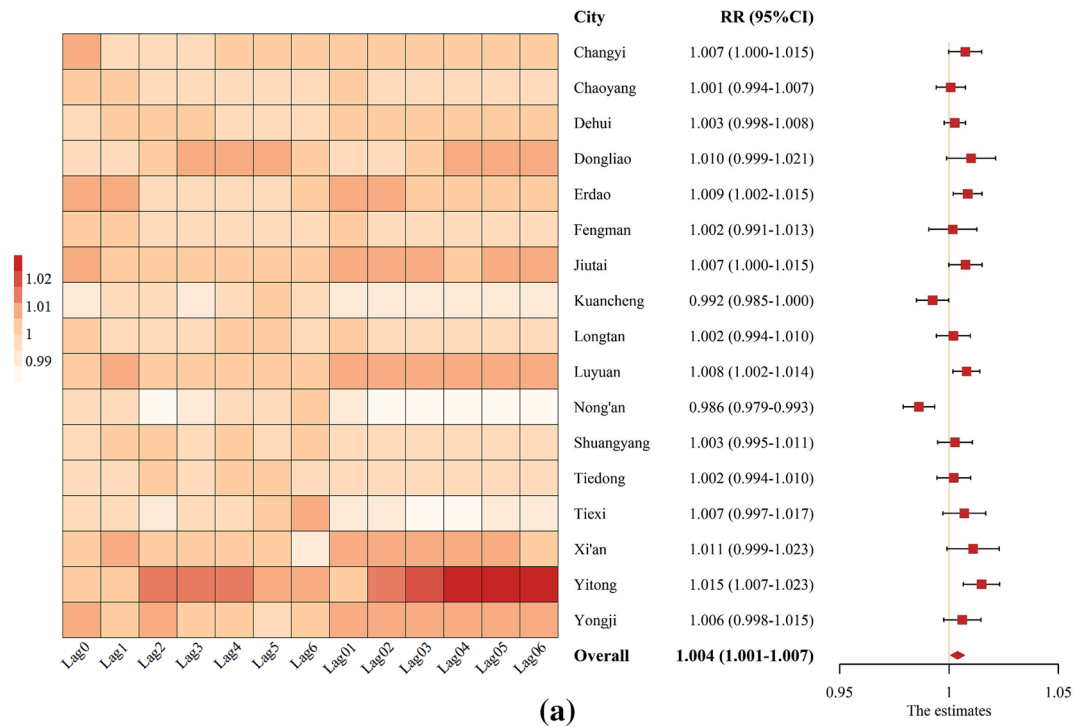 City RR (95%CI)
Changyi 1.007 (1.000-1.015)
Chaoyang 1.001 (0.994-1.007)
Dehui 1.003 (0.998-1.008)
Dongliao 1.010 (0.999-1.021)
Erdao 1.009 (1.002-1.015)
Fengman 1.002 (0.991-1.013)
Jiutai 1.007 (1.000-1.015)
Kuancheng 0.992 (0.985-1.000)
Longtan 1.002 (0.994-1.010)
Luyuan 1.008 (1.002-1.014)
Nong'an 0.986 (0.979-0.993)
Shuangyang 1.003 (0.995-1.011)
Tiedong 1.002 (0.994-1.010)
Tiexi 1.007 (0.997-1.017)
Xi'an 1.011 (0.999-1.023)
Yitong 1.015 (1.007-1.023)
Yongji 1.006 (0.998-1.015)
Overall 1.004 (1.001-1.007)
1.02
1.01
1
0.99
Lag0 Lag1 Lag2 Lag3 Lag4 Lag5 Lag6 Lag01 Lag02 Lag03 Lag04 Lag05 Lag06
0.95 1 1.05
The estimates
(a)